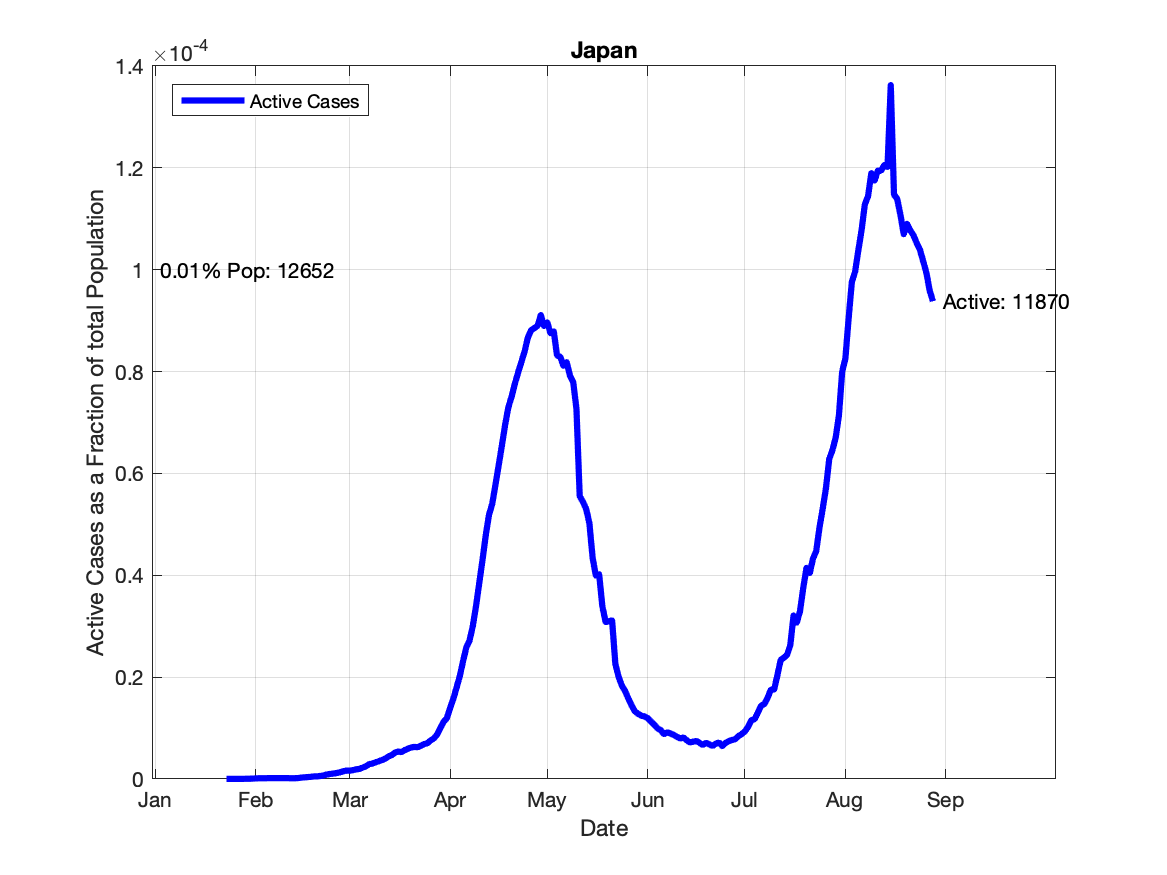 Japan
×10-4
Active Cases
1.4
1.2
1
0.8
0.6
0.4
0.2
0
0.01% Pop: 12652
Active: 11870
Active Cases as a Fraction of total Population
Jan Feb Mar Apr May Jun Jul Aug Sep
Date